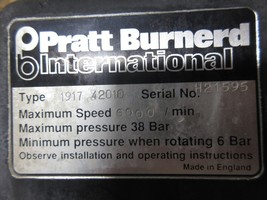 Pratt Burnerd
International
Type 1917 42010 Serial No. H21595
Maximum Speed /min
Maximum pressure 38 Bar
Minimum pressure when rotating 6 Bar
Observe installation and operating instructions
Made in England